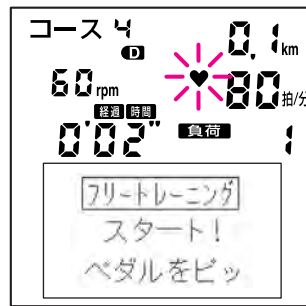 コース 4
D
0.1km
60rpm
♥80拍/分
経過 時間
0'02"
負荷
1
フリートレーニング
スタート!
ペダルをピッ